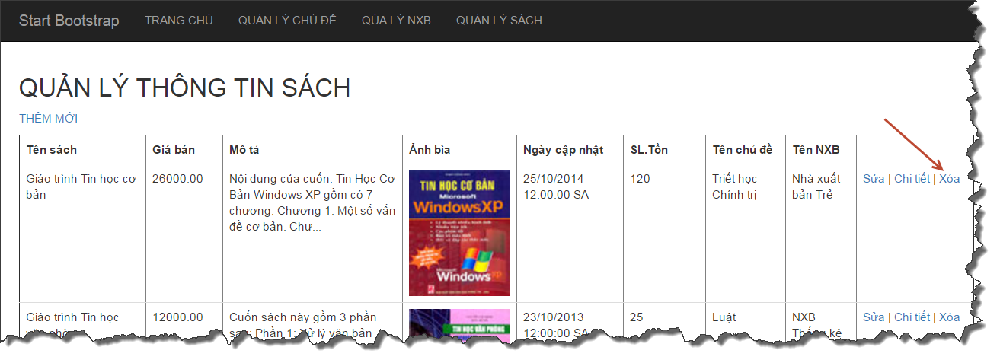 Start Bootstrap TRANG CHỦ QUẢN LÝ CHỦ ĐỀ QỦA LÝ NXB QUẢN LÝ SÁCH
QUẢN LÝ THÔNG TIN SÁCH
THÊM MỚI
Tên sách Giá bán Mô tả Ảnh bìa Ngày cập nhật SL.Tồn Tên chủ đề Tên NXB
Giáo trình Tin học cơ bản
26000.00
Nội dung của cuốn: Tin Học Cơ
Bản Windows XP gồm có 7
chương: Chương 1: Một số vấn
đề cơ bản. Chư...
TIN HỌC CƠ BẢN
Microsoft
Windows XP
Microsoft
Windows xp
25/10/2014
12:00:00 SA
120
Triết học-
Chính trị
Nhà xuất
bản Trẻ
Sửa | Chi tiết | Xóa
Giáo trình Tin học
12000.00
Cuốn sách này gồm 3 phần
sau: Phần 1: Xử lý văn bản
TIN HỌC VĂN PHÒNG
23/10/2013
12:00:00 SA
25
Luật
NXB
Thống kê
Sửa | Chi tiết | Xóa